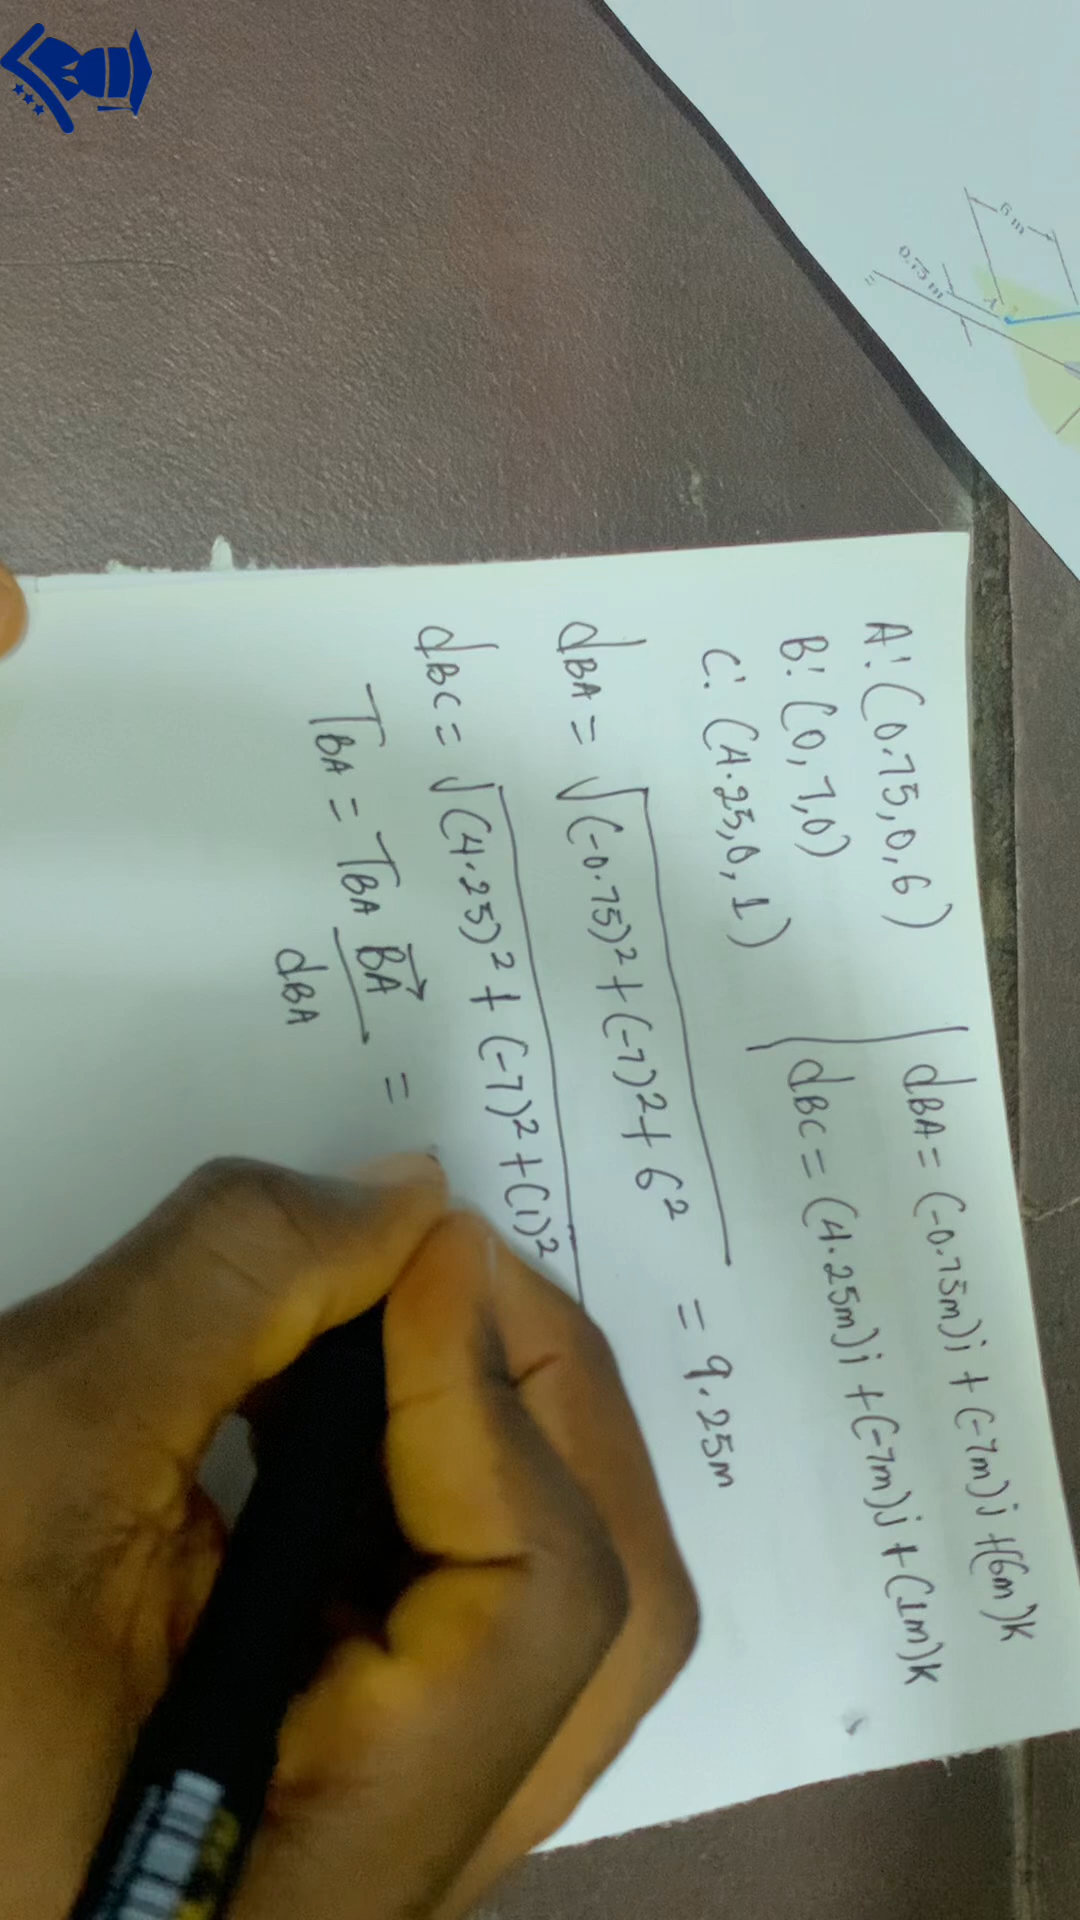 6 m
0.75 m
A
A: (0.75, 0, 6)
B: (0, 7, 0)
C: (4.25, 0, 1)
dBA = (-0.75m)i + (-7m)j + (6m)k
dBC = (4.25m)i + (-7m)j + (1m)k
dBA = √(-0.75)² + (-7)² + 6² = 9.25m
dBC = √(4.25)² + (-7)² + (1)²
TBA = TBA BA =
dBA